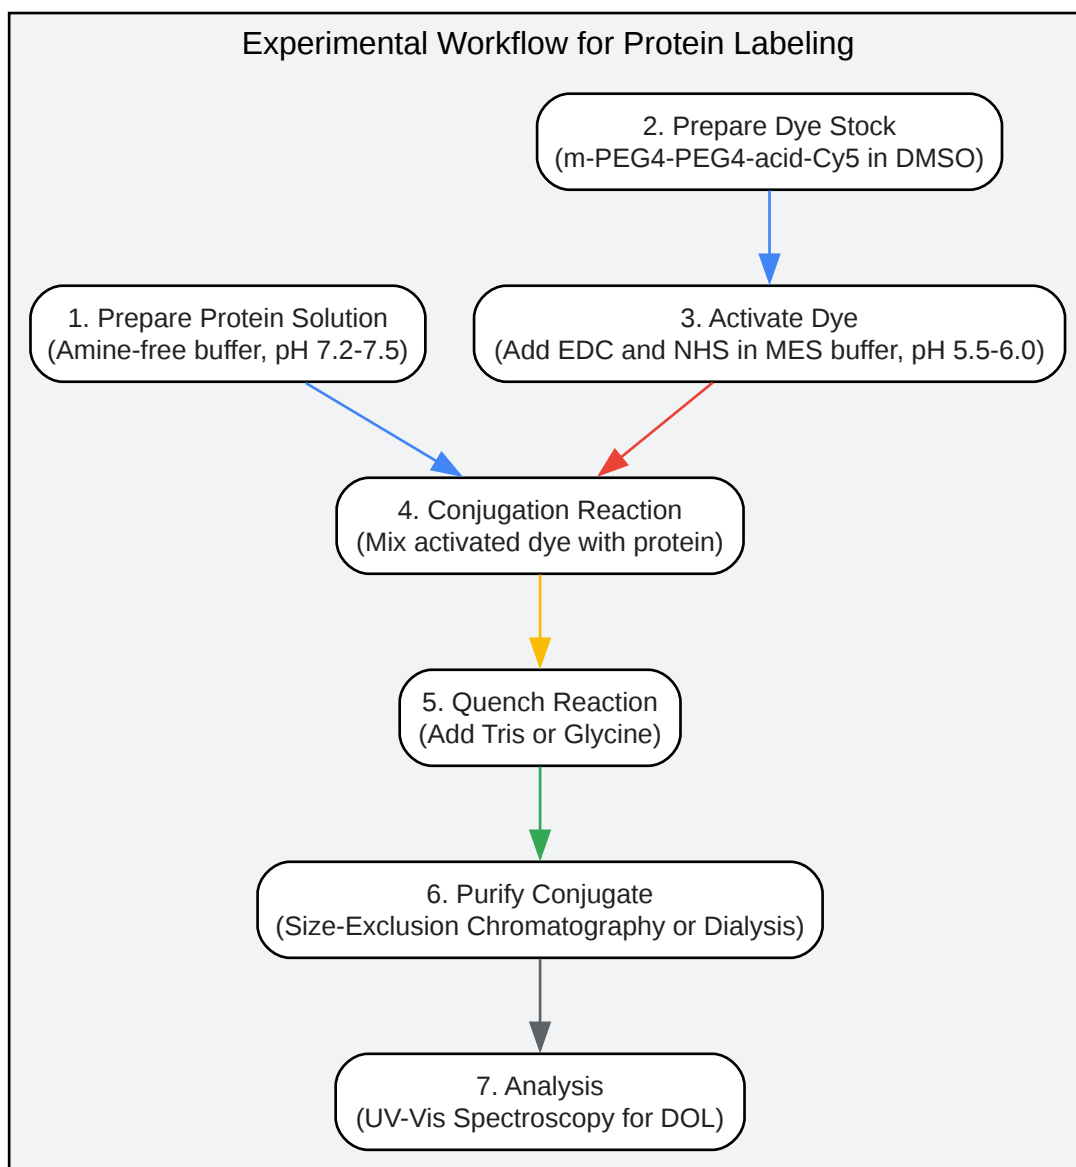 Experimental Workflow for Protein Labeling
2. Prepare Dye Stock
(m-PEG4-PEG4-acid-Cy5 in DMSO)
1. Prepare Protein Solution
(Amine-free buffer, pH 7.2-7.5)
3. Activate Dye
(Add EDC and NHS in MES buffer, pH 5.5-6.0)
4. Conjugation Reaction
(Mix activated dye with protein)
5. Quench Reaction
(Add Tris or Glycine)
6. Purify Conjugate
(Size-Exclusion Chromatography or Dialysis)
7. Analysis
(UV-Vis Spectroscopy for DOL)